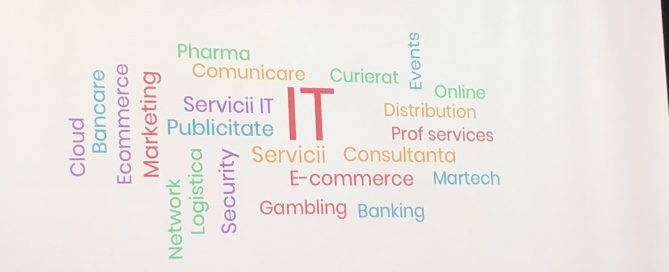 Cloud
Bancare
Ecommerce
Marketing
Pharma
Comunicare
Curierat
Events
Online
Servicii IT
IT
Distribution
Publicitate
Prof services
Servicii
Consultanta
Network
Logistica
Security
E-commerce
Martech
Gambling
Banking